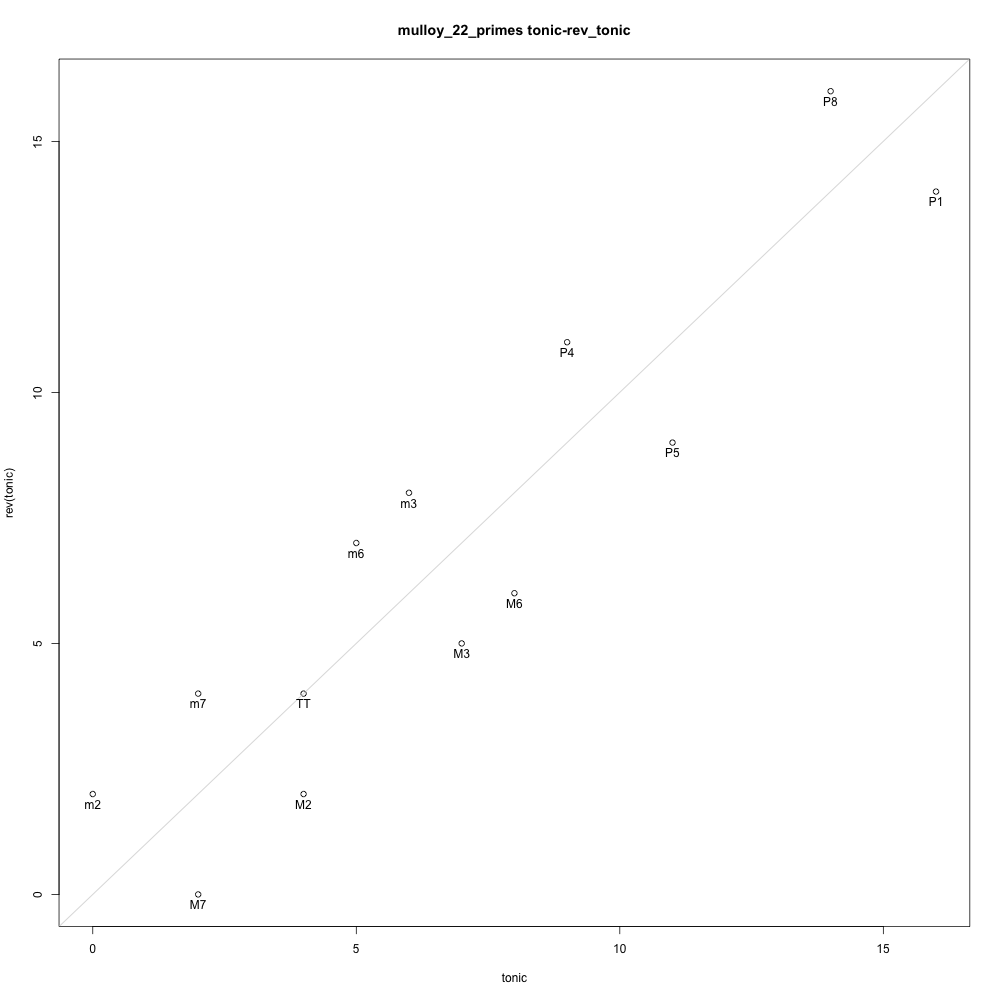 mulloy_22_primes tonic-rev_tonic
P8
15
P1
P4
10
P5
m3
rev(tonic)
m6
M6
5
M3
m7
TT
m2
M2
0
M7
0 5 10 15
tonic